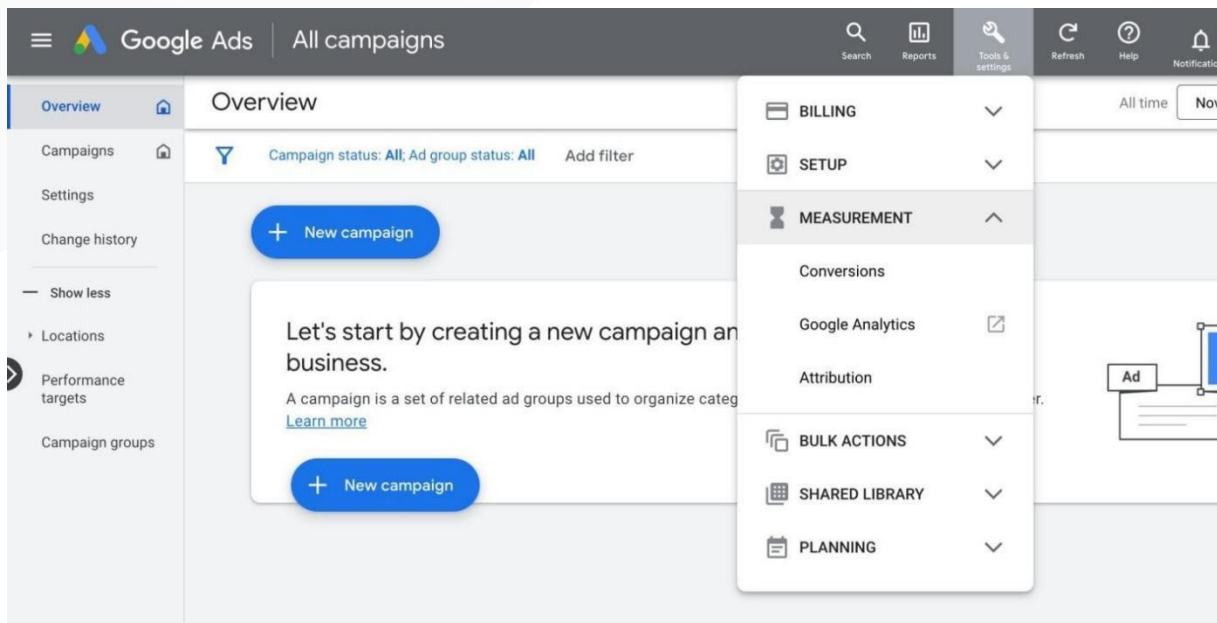 Google Ads
All campaigns
Search
Reports
Tools &
settings
Refresh
Help
Overview
Campaigns
Settings
Change history
Show less
Locations
Performance
targets
Campaign groups
Overview
All time
Campaign status: All; Ad group status: All
Add filter
New campaign
Let's start by creating a new campaign an
business.
A campaign is a set of related ad groups used to organize categ
Learn more
New campaign
BILLING
SETUP
MEASUREMENT
Conversions
Google Analytics
Attribution
BULK ACTIONS
SHARED LIBRARY
PLANNING
Ad